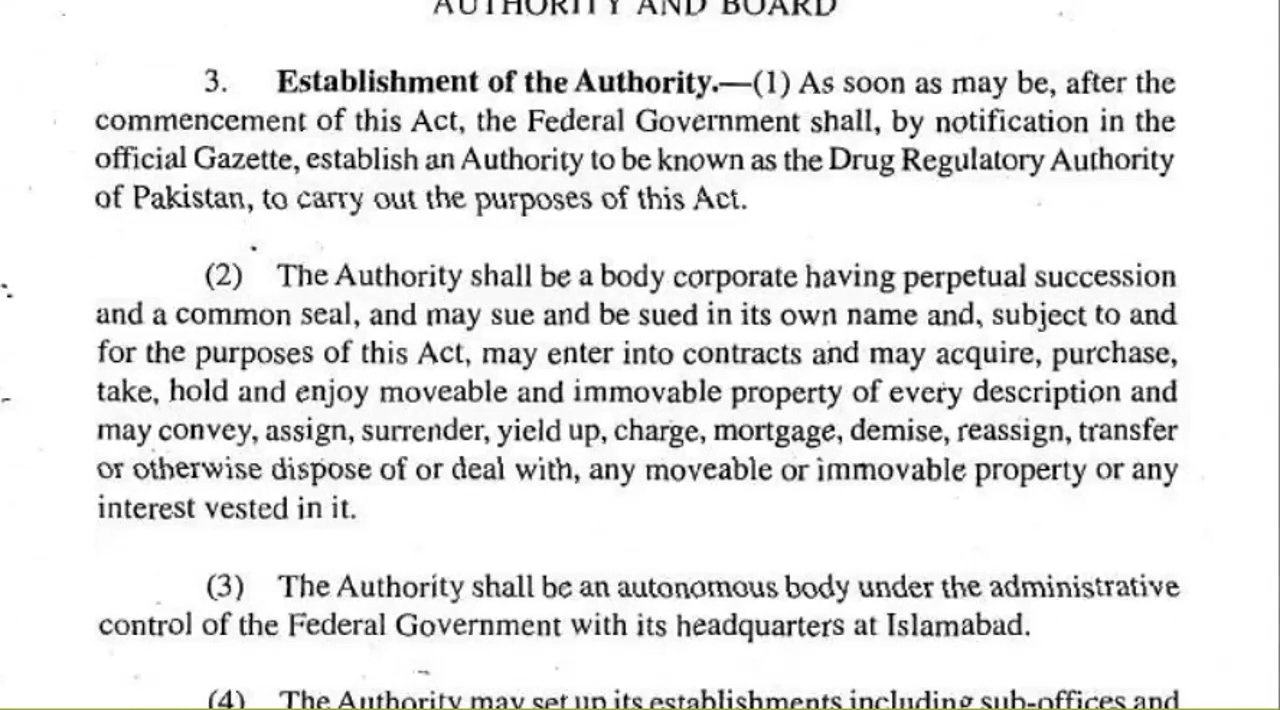 AUTHORITY AND BOARD
3. Establishment of the Authority.—(1) As soon as may be, after the
commencement of this Act, the Federal Government shall, by notification in the
official Gazette, establish an Authority to be known as the Drug Regulatory Authority
of Pakistan, to carry out the purposes of this Act.
(2) The Authority shall be a body corporate having perpetual succession
and a common seal, and may sue and be sued in its own name and, subject to and
for the purposes of this Act, may enter into contracts and may acquire, purchase,
take, hold and enjoy moveable and immovable property of every description and
may convey, assign, surrender, yield up, charge, mortgage, demise, reassign, transfer
or otherwise dispose of or deal with, any moveable or immovable property or any
interest vested in it.
(3) The Authority shall be an autonomous body under the administrative
control of the Federal Government with its headquarters at Islamabad.
(4) The Authority may set up its establishments including sub-offices and